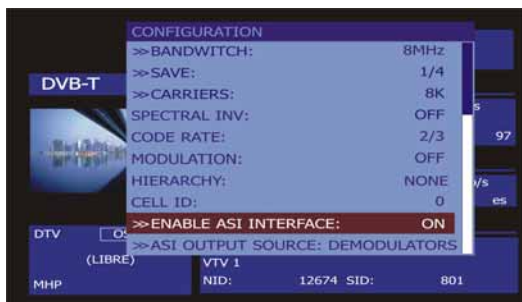 CONFIGURATION
>>BANDWITCH: 8MHz
>>SAVE: 1/4
DVB-T
>>CARRIERS: 8K
SPECTRAL INV: OFF
CODE RATE: 2/3
97
MODULATION: OFF
HIERARCHY: NONE
CELL ID: 0
es
>>ENABLE ASI INTERFACE: ON
DTV
>>ASI OUTPUT SOURCE: DEMODULATORS
(LIBRE)
VTV 1
MHP
NID: 12674 SID: 801